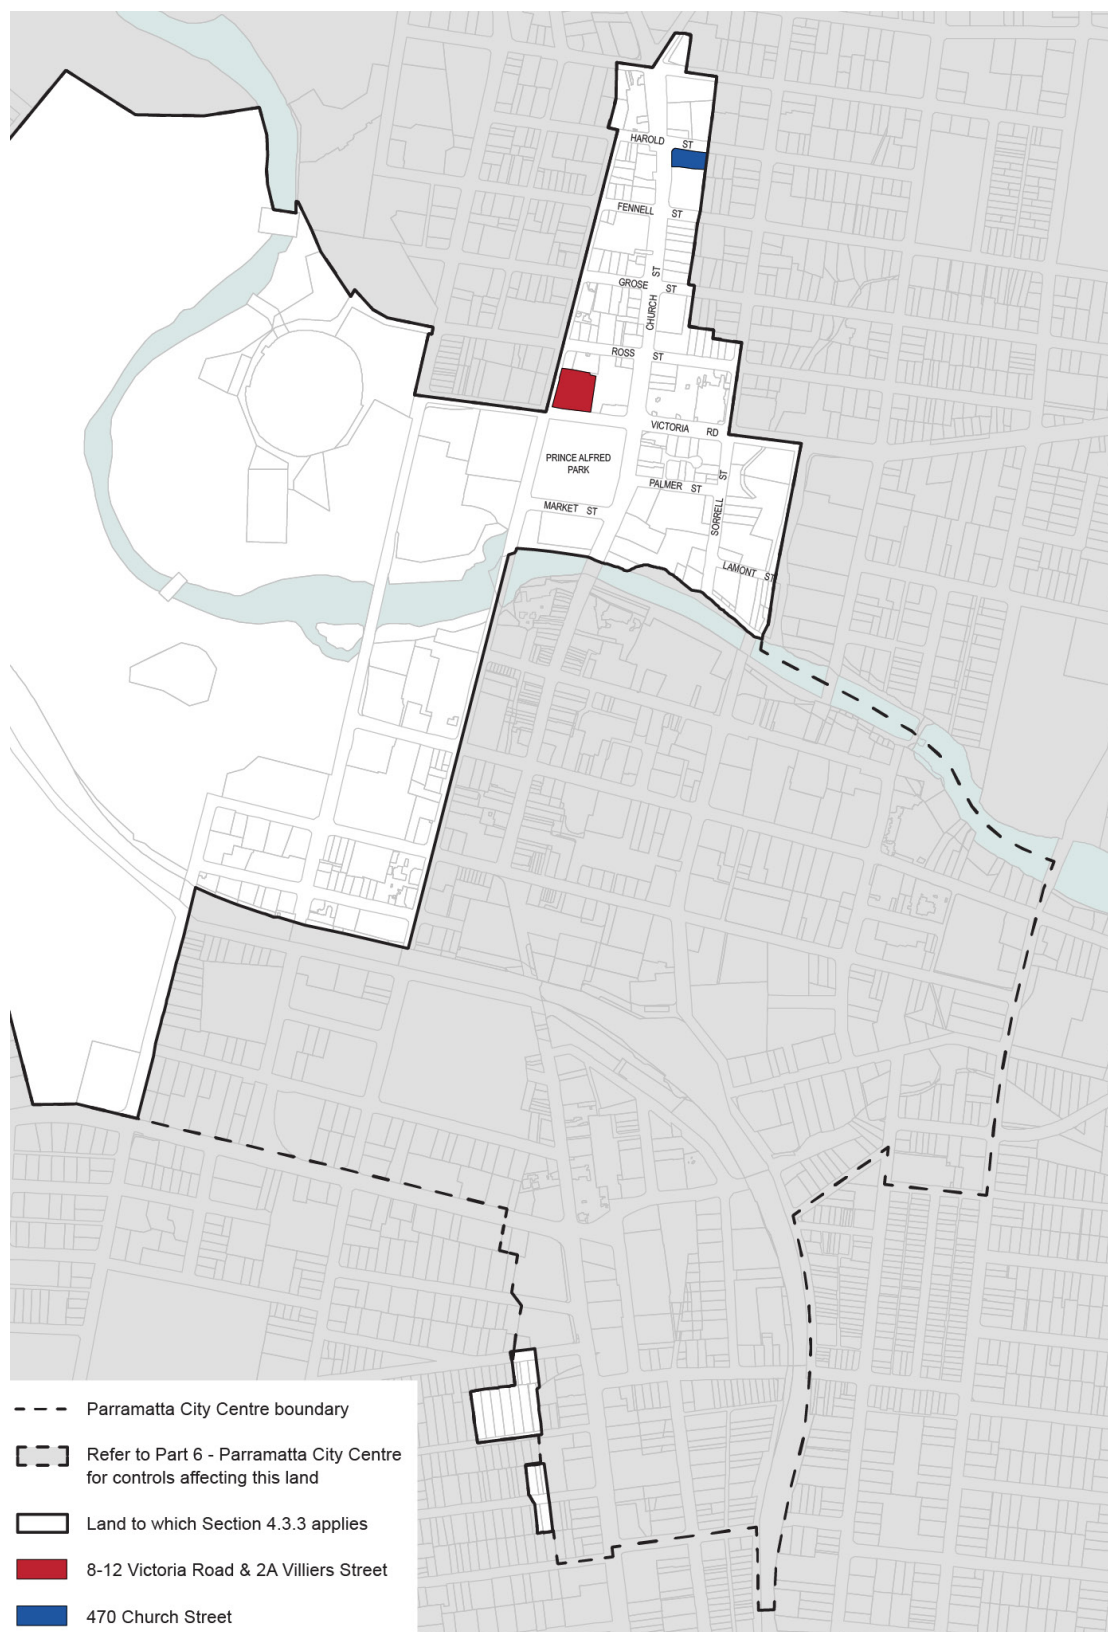 HAROLD ST
FENNELL ST
GROSE ST
CHURCH ST
ROSS ST
VICTORIA RD
PRINCE ALFRED
PARK
PALMER ST
MARKET ST
SORRELL ST
LAMONT ST
Parramatta City Centre boundary
Refer to Part 6 - Parramatta City Centre
for controls affecting this land
Land to which Section 4.3.3 applies
8-12 Victoria Road & 2A Villiers Street
470 Church Street